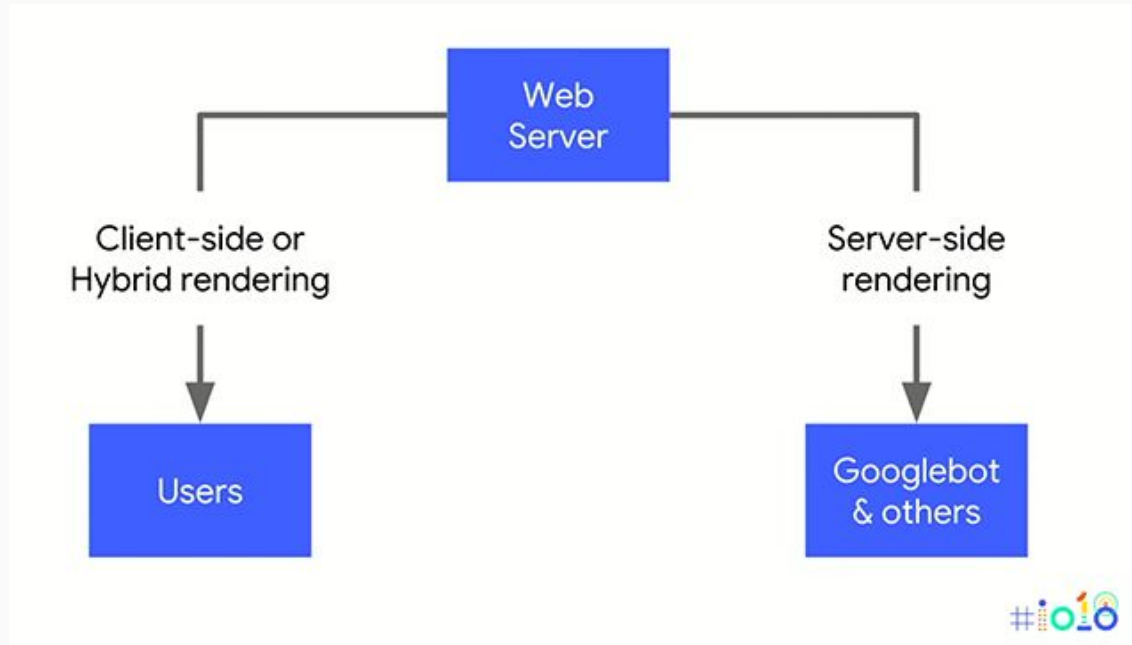 Web
Server
Client-side or
Hybrid rendering
Server-side
rendering
Users
Googlebot
& others
#io18